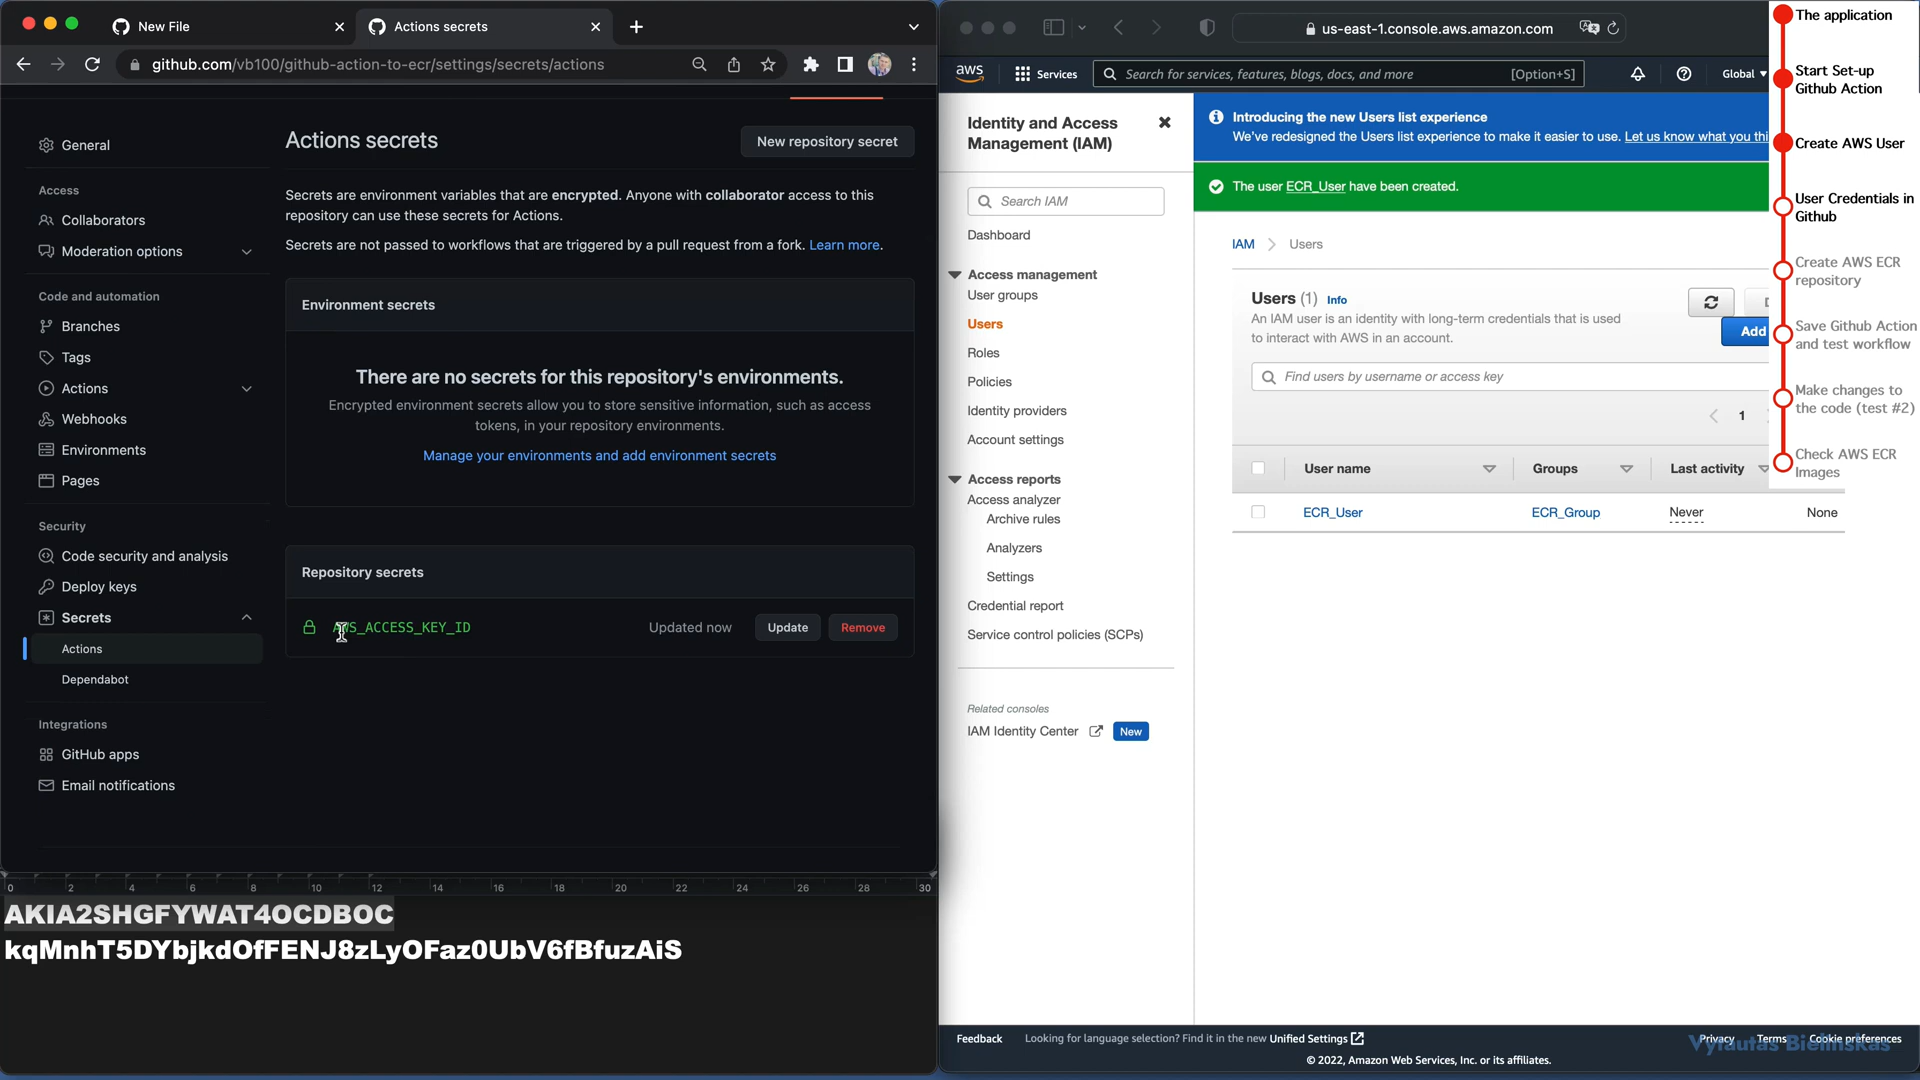 New File
Actions secrets
github.com/vb100/github-action-to-ecr/settings/secrets/actions
General
Access
Collaborators
Moderation options
Code and automation
Branches
Tags
Actions
Webhooks
Environments
Pages
Security
Code security and analysis
Deploy keys
Secrets
Actions
Dependabot
Integrations
GitHub apps
Email notifications
Actions secrets
New repository secret
Secrets are environment variables that are encrypted. Anyone with collaborator access to this
repository can use these secrets for Actions.
Secrets are not passed to workflows that are triggered by a pull request from a fork. Learn more.
Environment secrets
There are no secrets for this repository's environments.
Encrypted environment secrets allow you to store sensitive information, such as access
tokens, in your repository environments.
Manage your environments and add environment secrets
Repository secrets
AWS_ACCESS_KEY_ID
Updated now
Update
Remove
0 2 4 6 8 10 12 14 16 18 20 22 24 26 28 30
AKIA2SHGFYWAT4OCDBOC
kqMnhT5DYbjkdOfFENJ8zLyOFaz0UbV6fBfuzAiS
us-east-1.console.aws.amazon.com
aws
Services
Search for services, features, blogs, docs, and more
[Option+S]
Global
Identity and Access
Management (IAM)
Search IAM
Dashboard
Access management
User groups
Users
Roles
Policies
Identity providers
Account settings
Access reports
Access analyzer
Archive rules
Analyzers
Settings
Credential report
Service control policies (SCPs)
Related consoles
IAM Identity Center
New
Introducing the new Users list experience
We've redesigned the Users list experience to make it easier to use. Let us know what you thi
The user ECR_User have been created.
IAM
Users
Users (1) Info
An IAM user is an identity with long-term credentials that is used
to interact with AWS in an account.
Add
Find users by username or access key
1
User name
Groups
Last activity
ECR_User
ECR_Group
Never
None
The application
Start Set-up
Github Action
Create AWS User
User Credentials in
Github
Create AWS ECR
repository
Save Github Action
and test workflow
Make changes to
the code (test #2)
Check AWS ECR
Images
Feedback
Looking for language selection? Find it in the new Unified Settings
Privacy
Terms
Cookie preferences
Vytautas Bielinskas
© 2022, Amazon Web Services, Inc. or its affiliates.